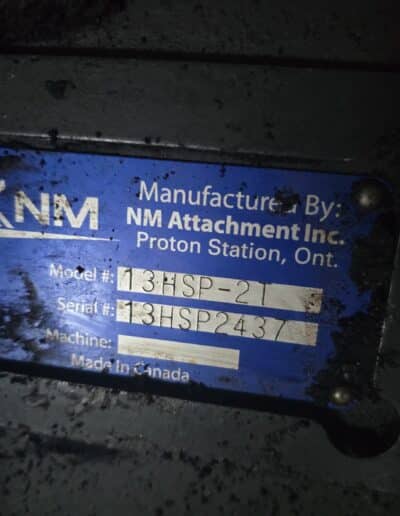 NM
Manufactured By:
NM Attachment Inc.
Proton Station, Ont.
Model #: 13HSP-2T
Serial #: 13HSP2437
Machine:
Made In Canada